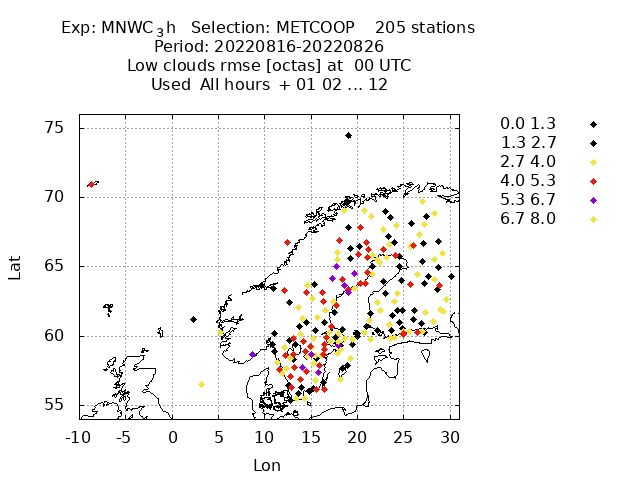 Exp: MNWC_3h Selection: METCOOP 205 stations
Period: 20220816-20220826
Low clouds rmse [octas] at 00 UTC
Used All hours + 01 02 ... 12
0.0 1.3
1.3 2.7
2.7 4.0
4.0 5.3
5.3 6.7
6.7 8.0
75
70
65
60
55
Lat
-10 -5 0 5 10 15 20 25 30
Lon